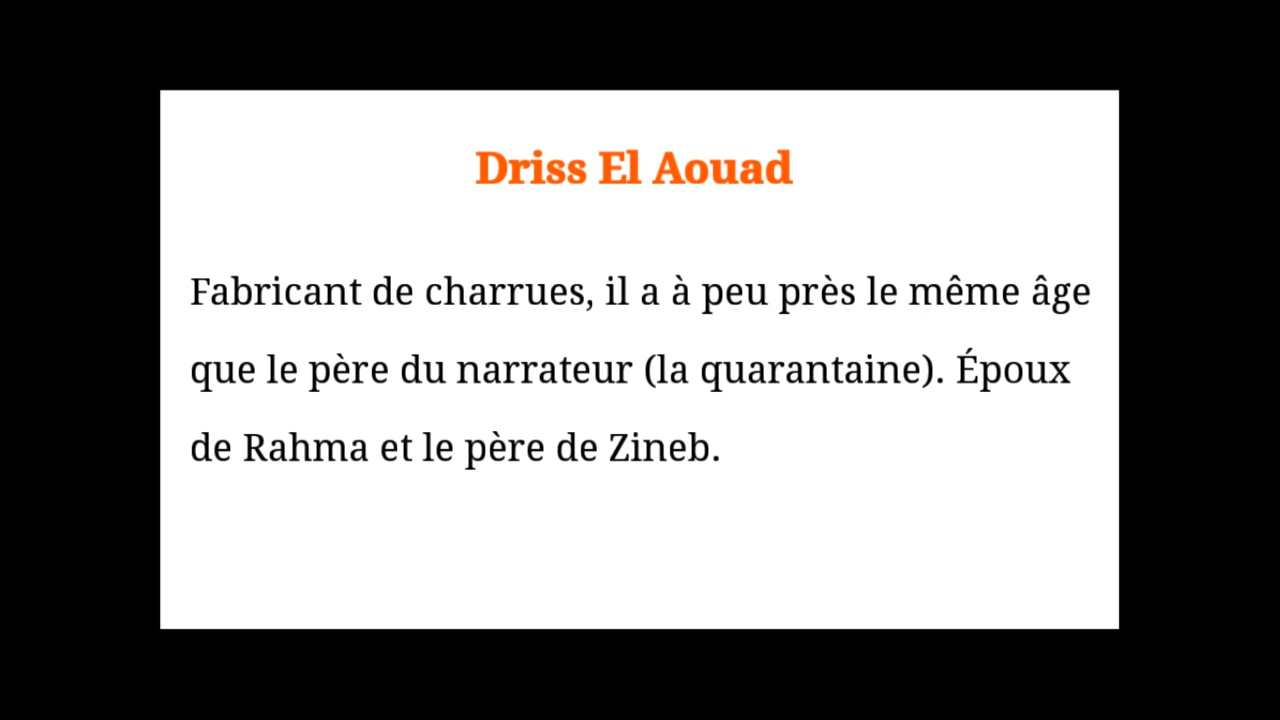 Driss El Aouad
Fabricant de charrues, il a à peu près le même âge
que le père du narrateur (la quarantaine). Époux
de Rahma et le père de Zineb.